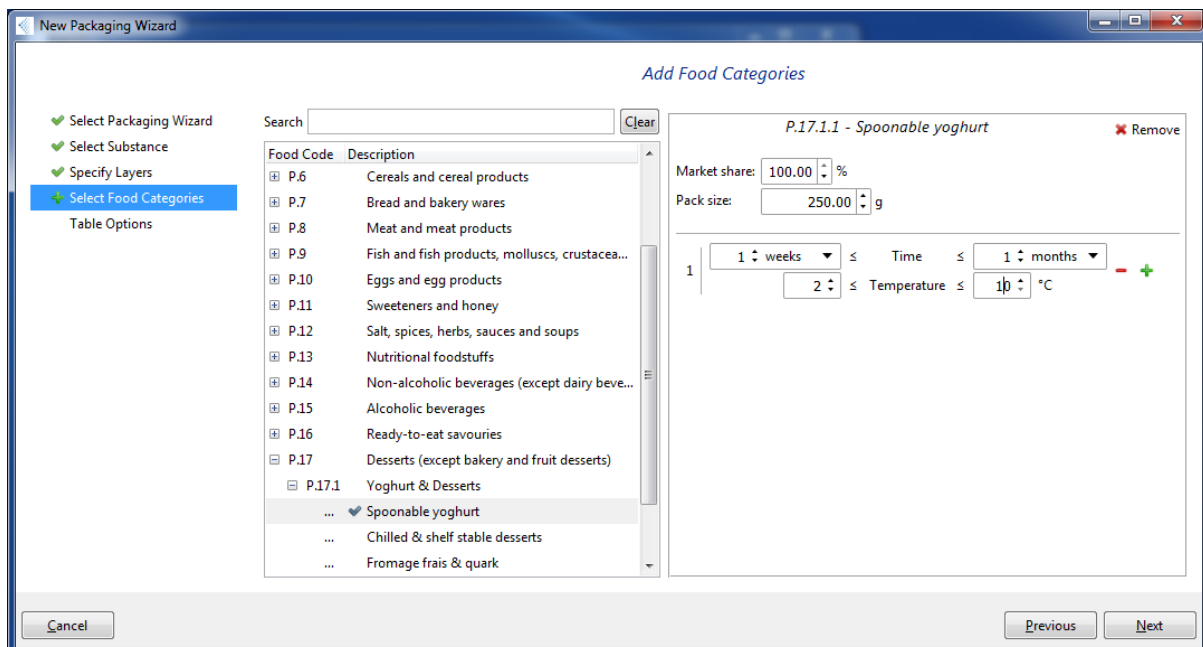 New Packaging Wizard
Add Food Categories
Select Packaging Wizard
Select Substance
Specify Layers
Select Food Categories
Table Options
Search Clear
Food Code Description
P.6 Cereals and cereal products
P.7 Bread and bakery wares
P.8 Meat and meat products
P.9 Fish and fish products, molluscs, crustacea...
P.10 Eggs and egg products
P.11 Sweeteners and honey
P.12 Salt, spices, herbs, sauces and soups
P.13 Nutritional foodstuffs
P.14 Non-alcoholic beverages (except dairy beve...
P.15 Alcoholic beverages
P.16 Ready-to-eat savouries
P.17 Desserts (except bakery and fruit desserts)
P.17.1 Yoghurt & Desserts
... Spoonable yoghurt
... Chilled & shelf stable desserts
... Fromage frais & quark
P.17.1.1 - Spoonable yoghurt Remove
Market share: 100.00 %
Pack size: 250.00 g
1
1 weeks ≤ Time ≤ 1 months
2 ≤ Temperature ≤ 10 °C
Cancel Previous Next